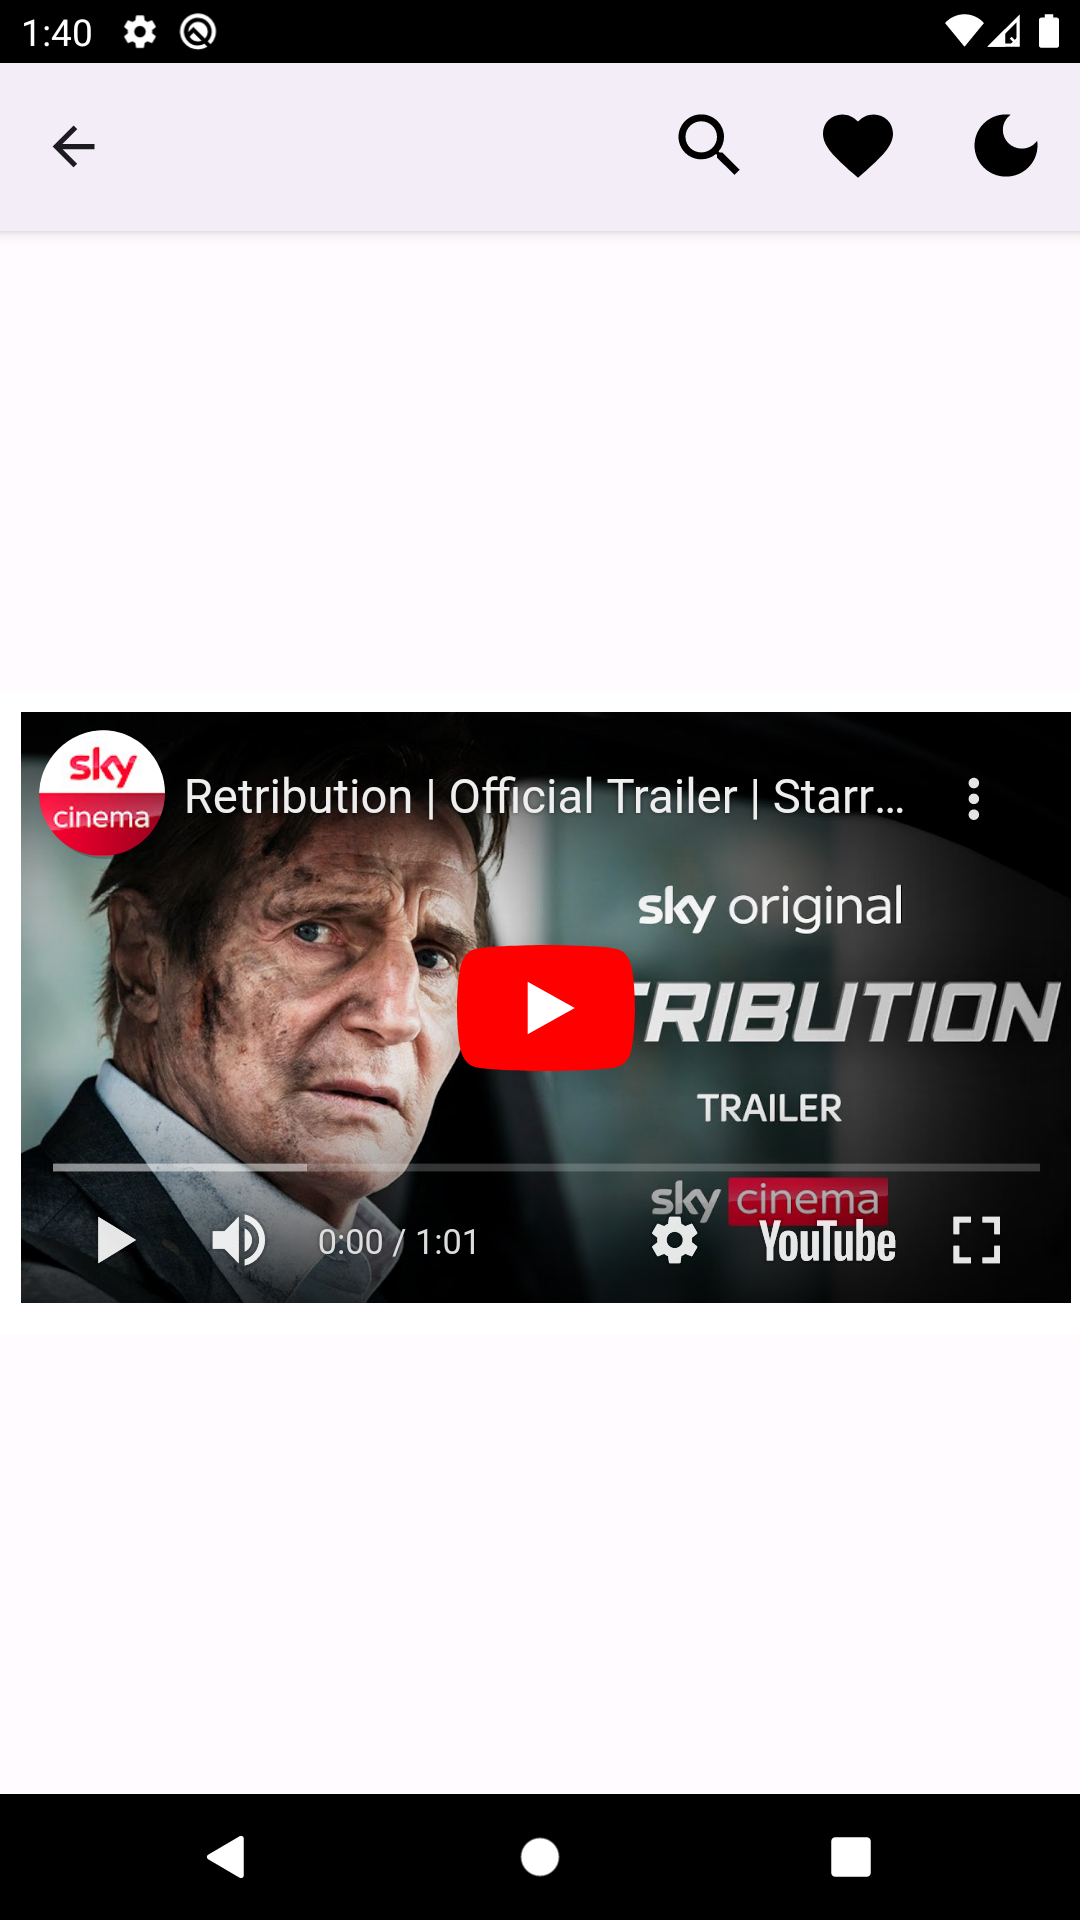 1:40
sky
cinema
Retribution | Official Trailer | Starr...
sky original
TRIBUTION
TRAILER
sky cinema
0:00 / 1:01
YouTube